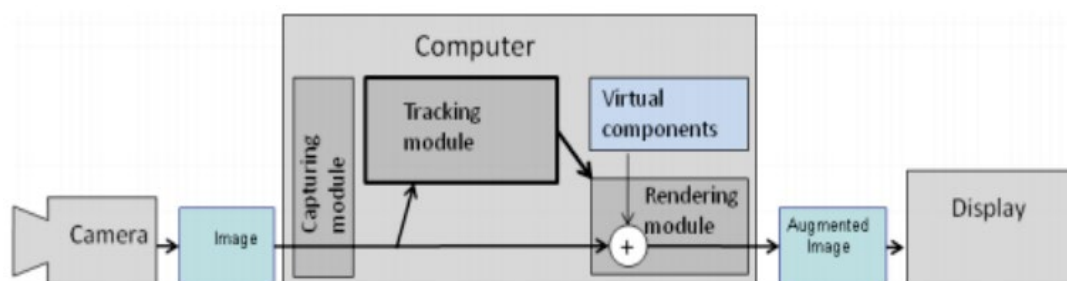 Computer
Camera
Image
Capturing
module
Tracking
module
Virtual
components
Rendering
module
+
Augmented
Image
Display